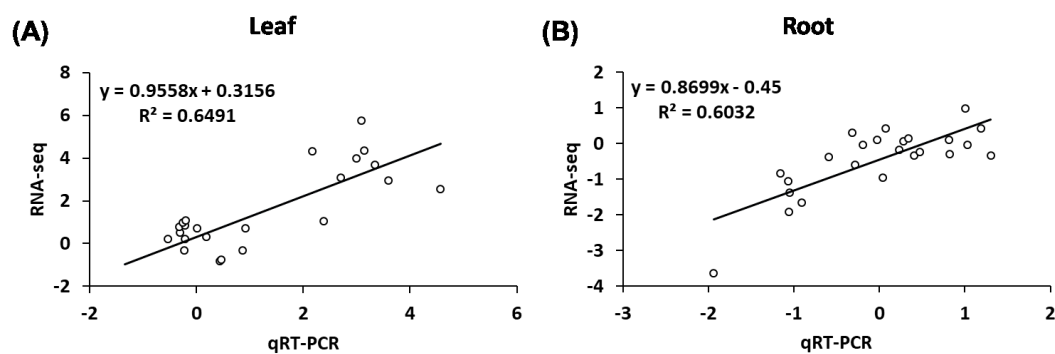 (A) Leaf
y = 0.9558x + 0.3156
R² = 0.6491
8
6
4
2
0
-2
RNA-seq
-2 0 2 4 6
qRT-PCR
(B) Root
y = 0.8699x - 0.45
R² = 0.6032
2
1
0
-1
-2
-3
-4
RNA-seq
-3 -2 -1 0 1 2
qRT-PCR